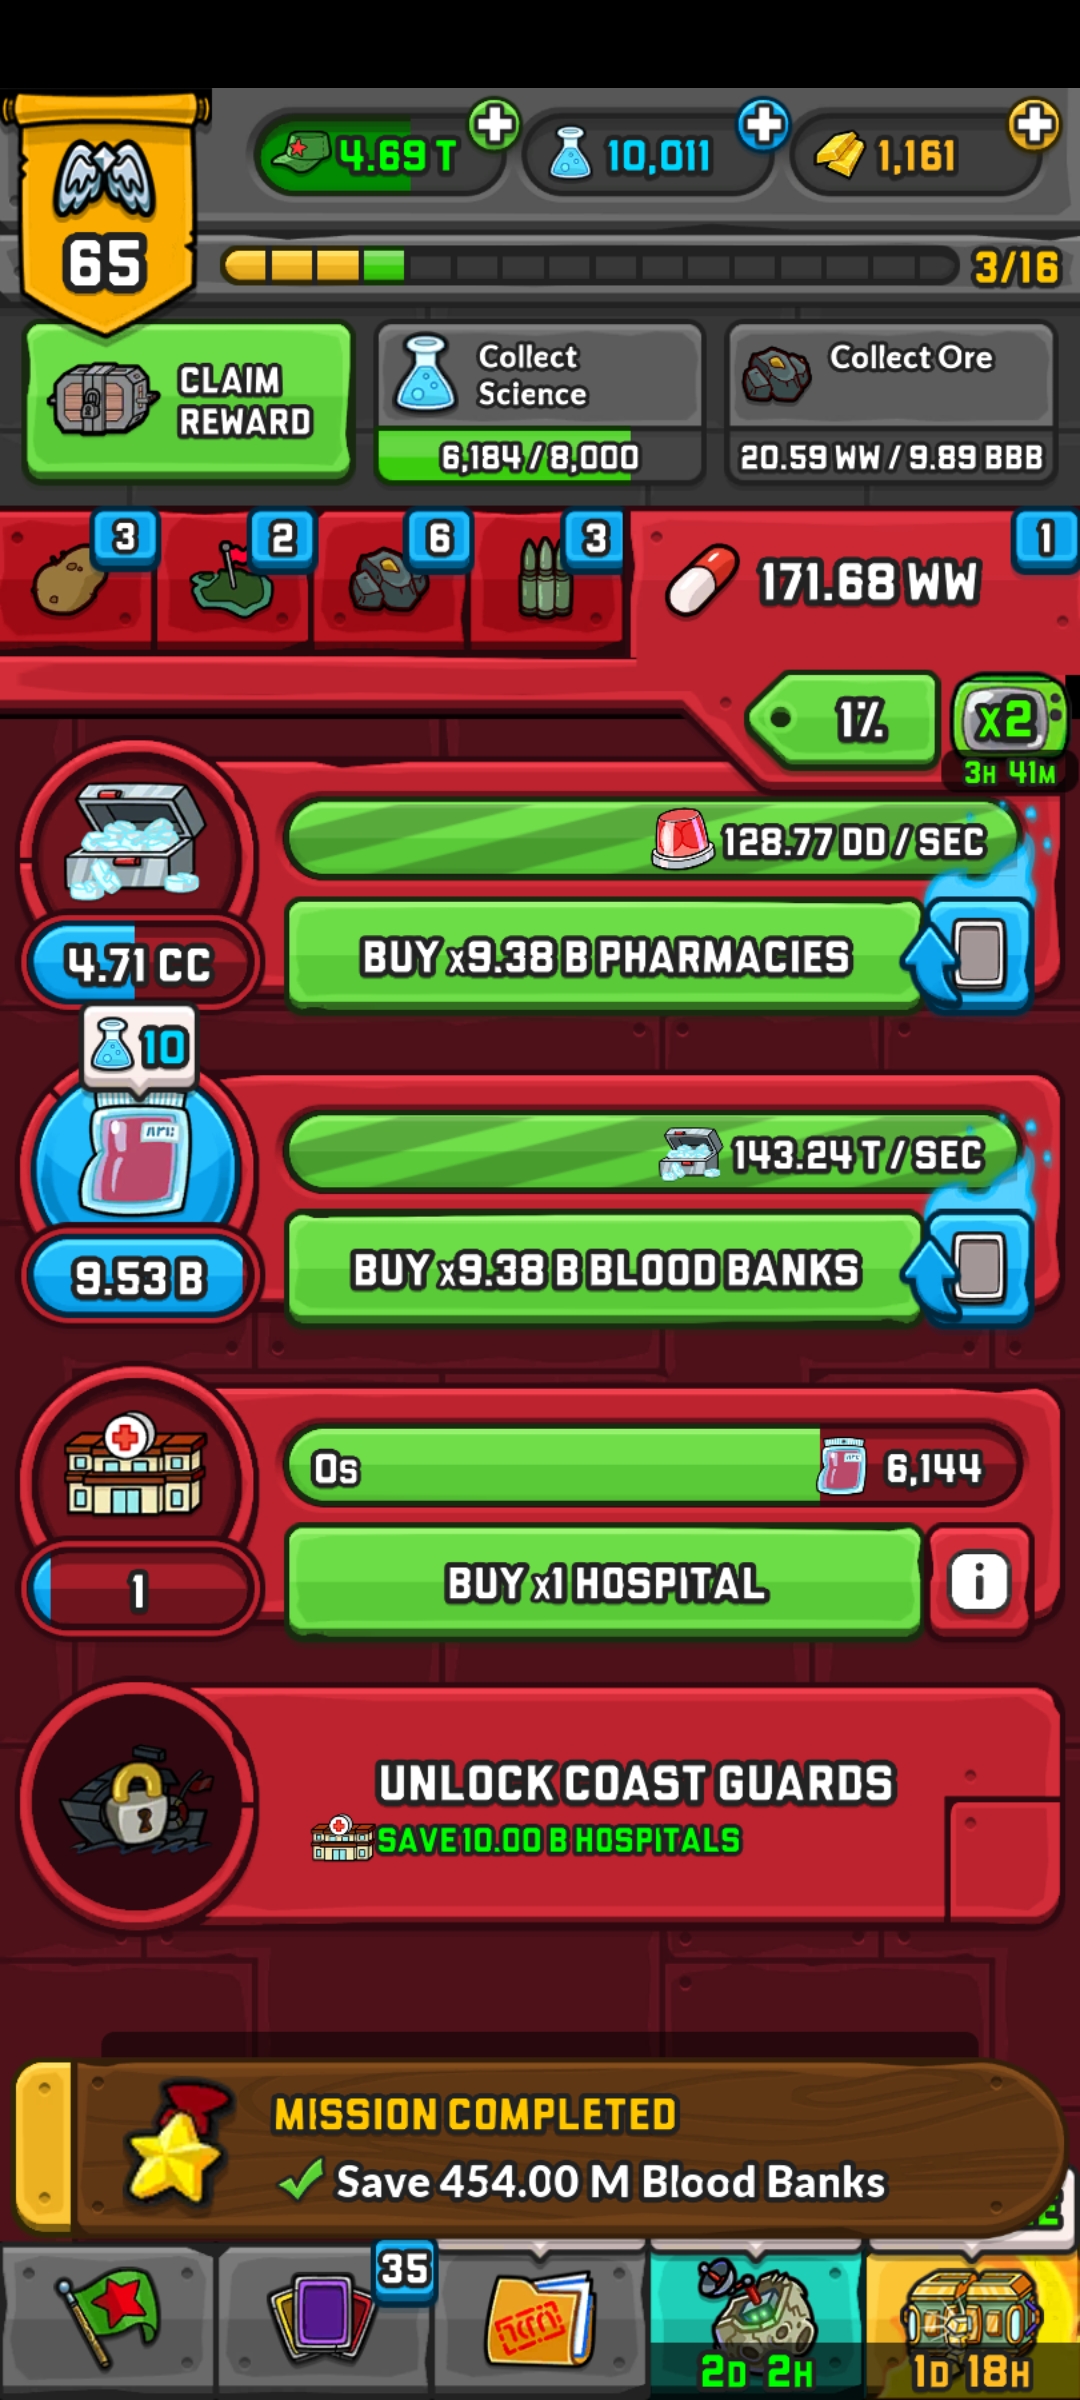 4.69 T
10,011
1,161
65
3/16
CLAIM
REWARD
Collect
Science
6,184 / 8,000
Collect Ore
20.59 WW / 9.89 BBB
3
2
6
3
1
171.68 WW
1%
x2
3H 41M
128.77 DD / SEC
4.71 CC
BUY x9.38 B PHARMACIES
10
143.24 T / SEC
9.53 B
BUY x9.38 B BLOOD BANKS
0s
6,144
1
BUY x1 HOSPITAL
i
UNLOCK COAST GUARDS
SAVE 10.00 B HOSPITALS
MISSION COMPLETED
Save 454.00 M Blood Banks
35
2D 2H
1D 18H